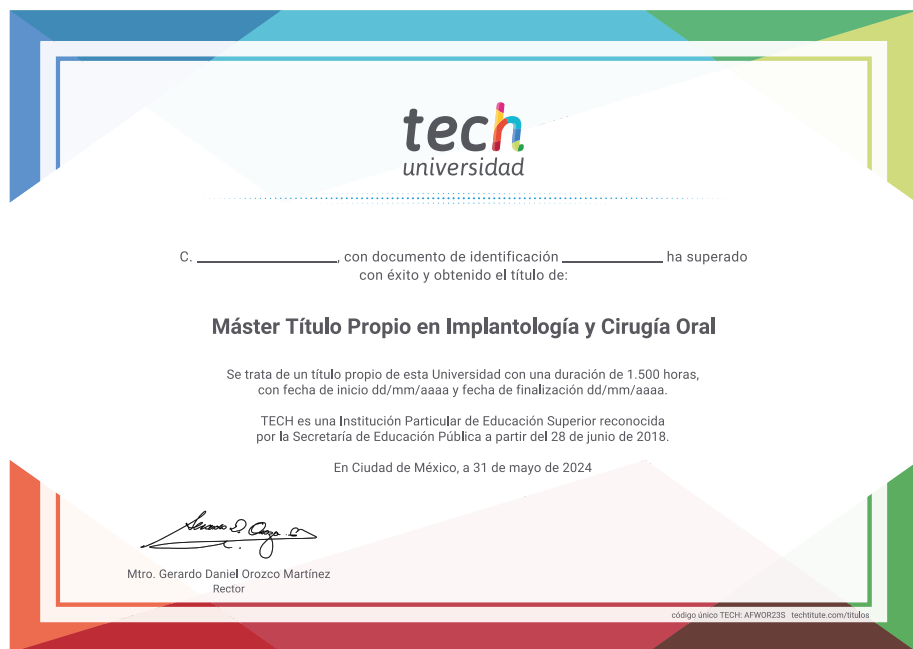 tech
universidad
C. ____________________, con documento de identificación ______________ ha superado
con éxito y obtenido el título de:
Máster Título Propio en Implantología y Cirugía Oral
Se trata de un título propio de esta Universidad con una duración de 1.500 horas,
con fecha de inicio dd/mm/aaaa y fecha de finalización dd/mm/aaaa.
TECH es una Institución Particular de Educación Superior reconocida
por la Secretaría de Educación Pública a partir del 28 de junio de 2018.
En Ciudad de México, a 31 de mayo de 2024
Mtro. Gerardo Daniel Orozco Martínez
Rector
código único TECH: AFWOR23S techtitute.com/titulos